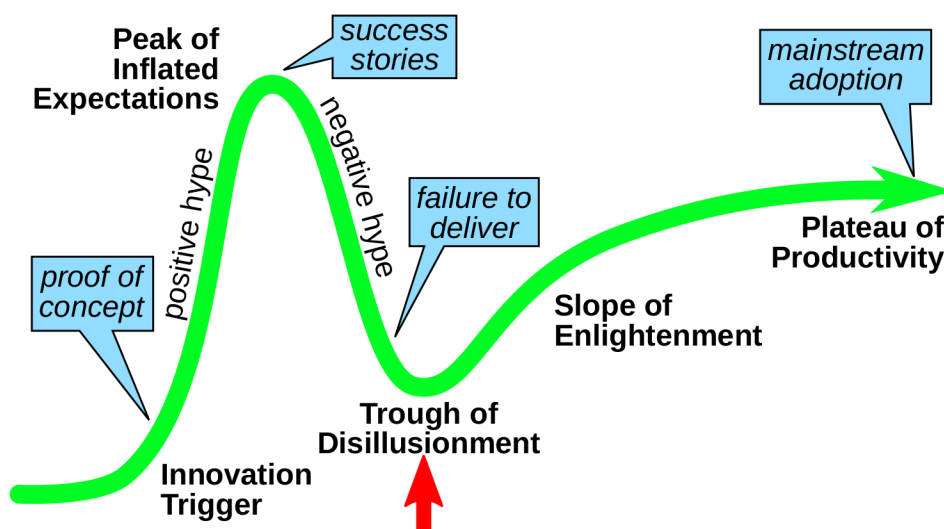 Peak of
Inflated
Expectations
success
stories
mainstream
adoption
positive hype
negative hype
failure to
deliver
Plateau of
Productivity
proof of
concept
Slope of
Enlightenment
Trough of
Disillusionment
Innovation
Trigger